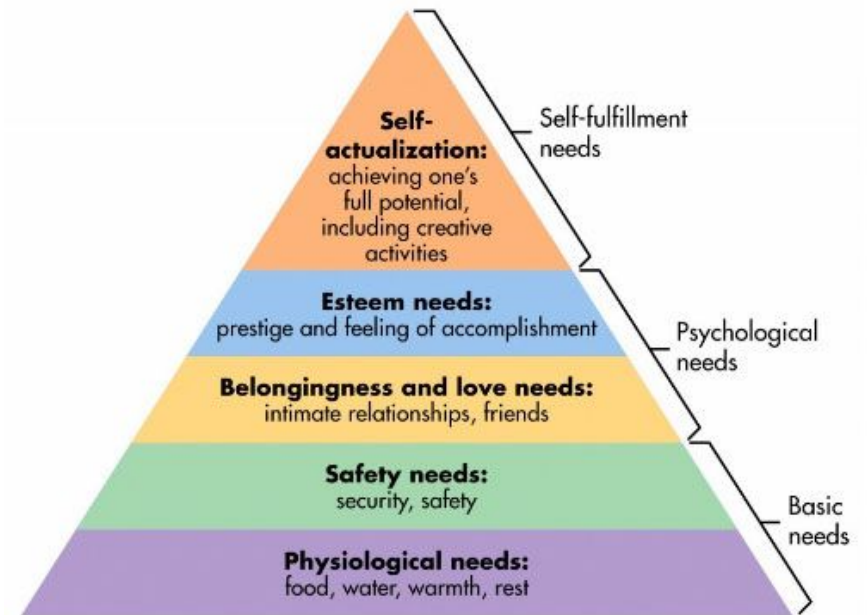 Self-
actualization:
achieving one's
full potential,
including creative
activities
Self-fulfillment
needs
Esteem needs:
prestige and feeling of accomplishment
Psychological
needs
Belongingness and love needs:
intimate relationships, friends
Safety needs:
security, safety
Basic
needs
Physiological needs:
food, water, warmth, rest